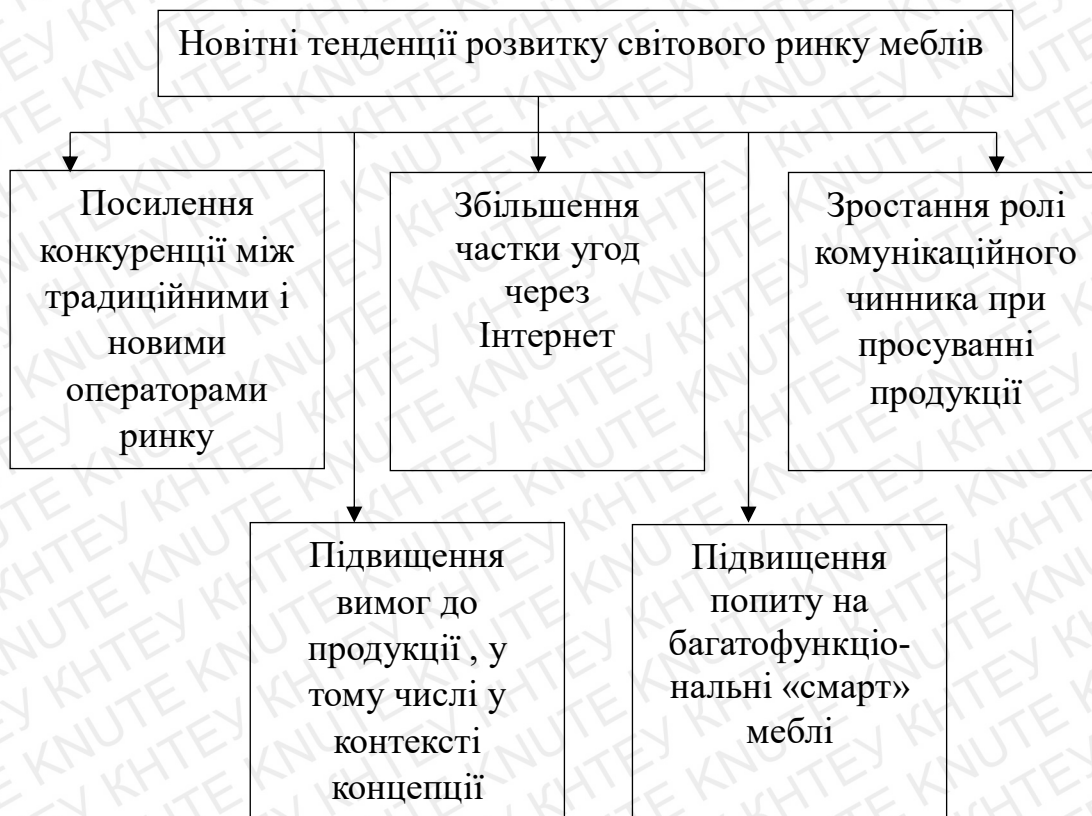 Новітні тенденції розвитку світового ринку меблів
Посилення
конкуренції між
традиційними і
новими
операторами
ринку
Збільшення
частки угод
через
Інтернет
Зростання ролі
комунікаційного
чинника при
просуванні
продукції
Підвищення
вимог до
продукції , у
тому числі у
контексті
концепції
Підвищення
попиту на
багатофункціо-
нальні «смарт»
меблі